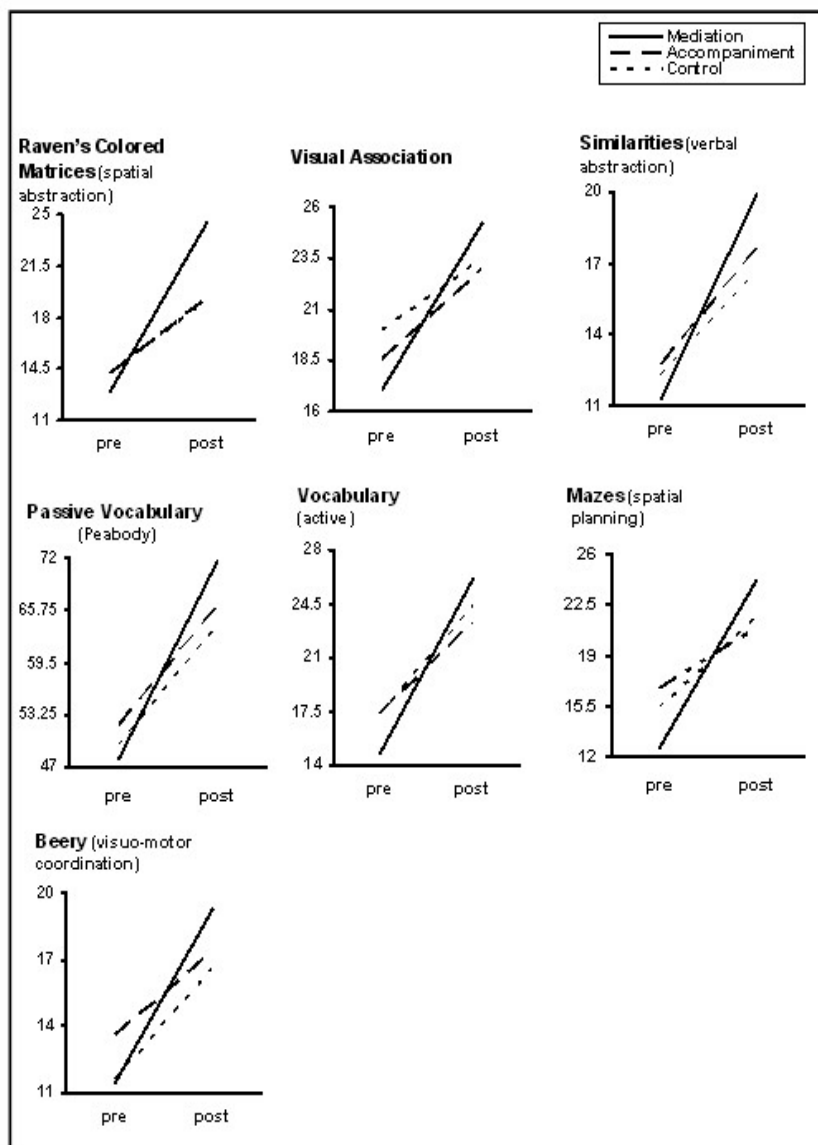 Mediation
Accompaniment
Control
Raven's Colored
Matrices (spatial
abstraction)
25
21.5
18
14.5
11
pre post
Visual Association
26
23.5
21
18.5
16
pre post
Similarities (verbal
abstraction)
20
17
14
11
pre post
Passive Vocabulary
(Peabody)
72
65.75
59.5
53.25
47
pre post
Vocabulary
(active)
28
24.5
21
17.5
14
pre post
Mazes (spatial
planning)
26
22.5
19
15.5
12
pre post
Beery (visuo-motor
coordination)
20
17
14
11
pre post